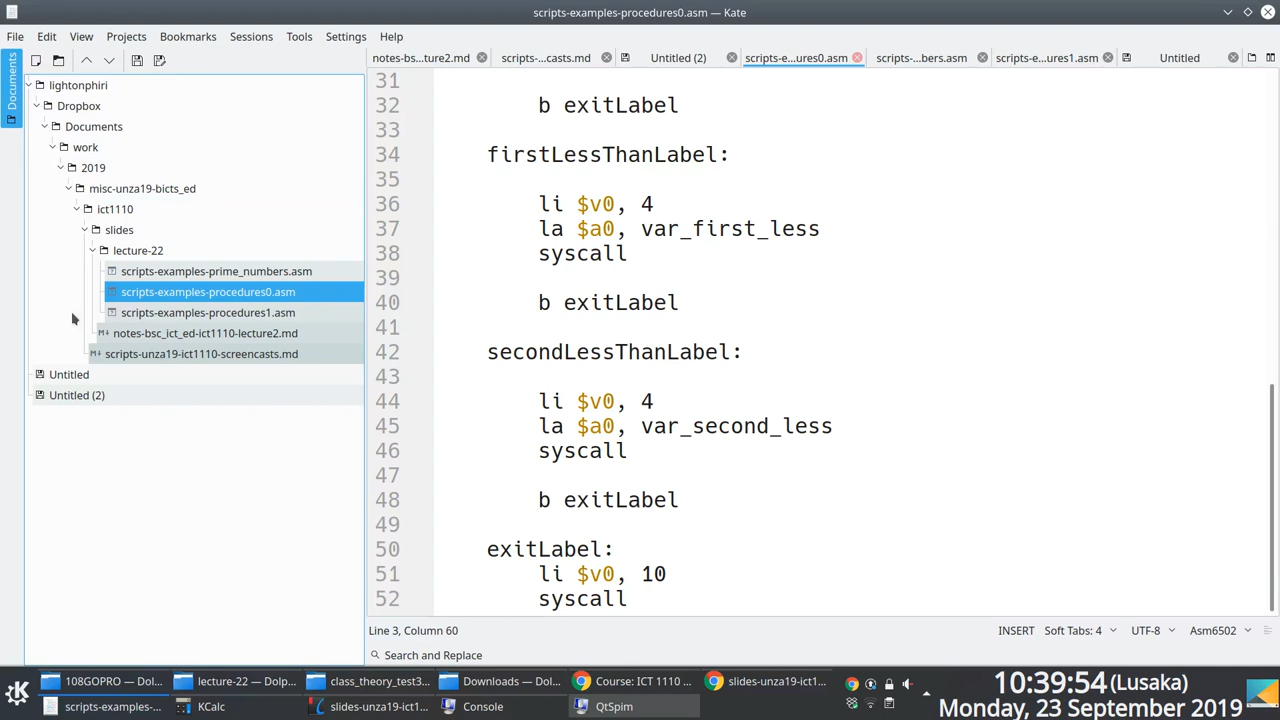 scripts-examples-procedures0.asm — Kate
File Edit View Projects Bookmarks Sessions Tools Settings Help
Documents
notes-bs...ture2.md scripts-...casts.md Untitled (2) scripts-e...ures0.asm scripts-...bers.asm scripts-e...ures1.asm Untitled
lightonphiri
Dropbox
Documents
work
2019
misc-unza19-bicts_ed
ict1110
slides
lecture-22
scripts-examples-prime_numbers.asm
scripts-examples-procedures0.asm
scripts-examples-procedures1.asm
notes-bsc_ict_ed-ict1110-lecture2.md
scripts-unza19-ict1110-screencasts.md
Untitled
Untitled (2)
31
32 b exitLabel
33
34 firstLessThanLabel:
35
36 li $v0, 4
37 la $a0, var_first_less
38 syscall
39
40 b exitLabel
41
42 secondLessThanLabel:
43
44 li $v0, 4
45 la $a0, var_second_less
46 syscall
47
48 b exitLabel
49
50 exitLabel:
51 li $v0, 10
52 syscall
Line 3, Column 60 INSERT Soft Tabs: 4 UTF-8 Asm6502
Search and Replace
108GOPRO — Dol... lecture-22 — Dolp... class_theory_test3... Downloads — Dol... Course: ICT 1110 ... slides-unza19-ict1...
scripts-examples-... KCalc slides-unza19-ict1... Console QtSpim
10:39:54 (Lusaka)
Monday, 23 September 2019